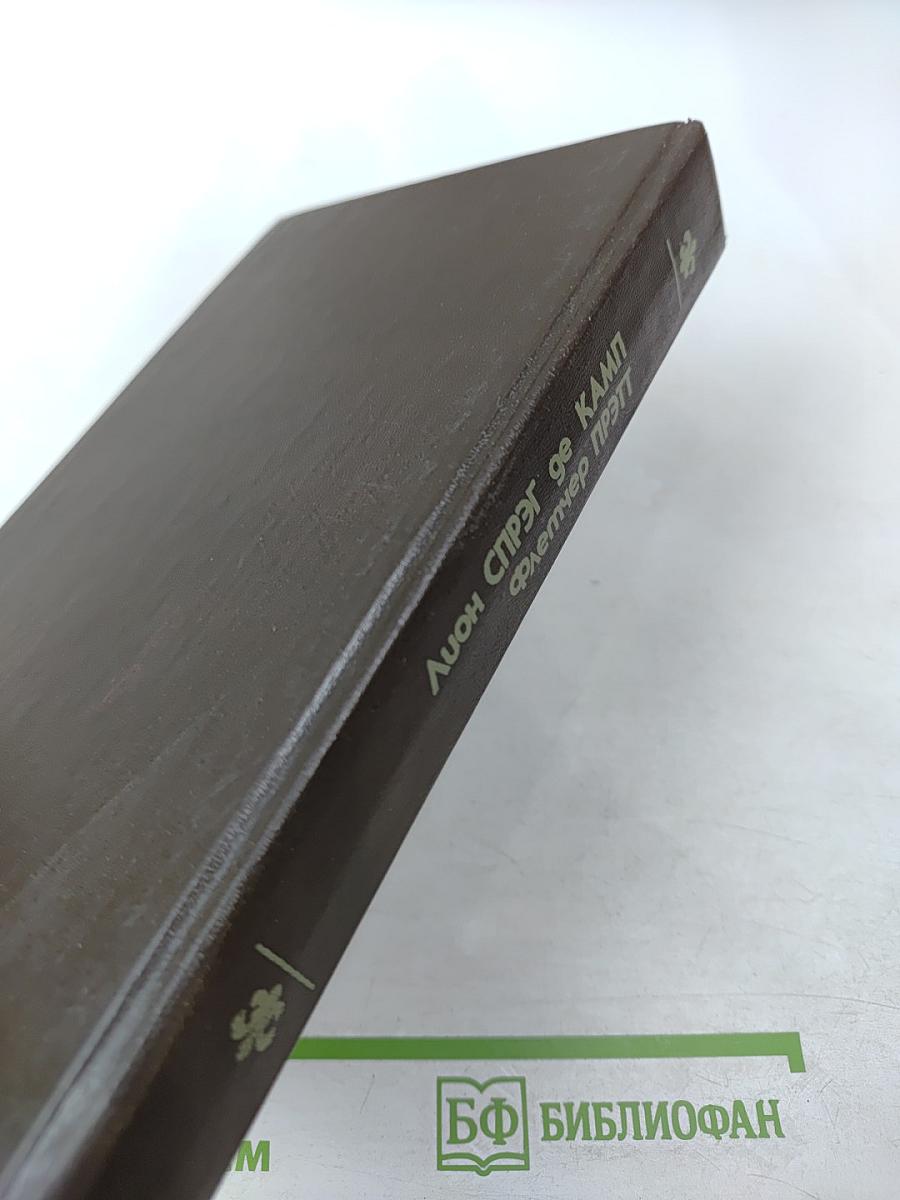 Лион СПРЭГ де КАМП
Флетчер ПРЭТТ
БФ БИБЛИОФАН